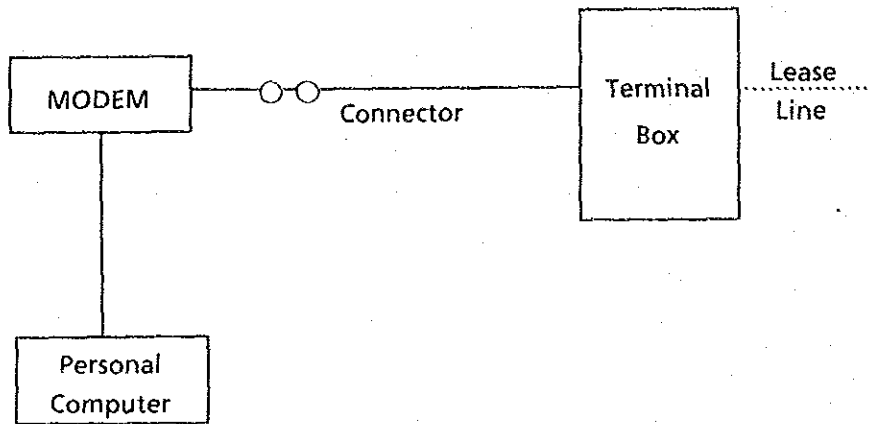 MODEM
Connector
Terminal
Box
Lease
Line
Personal
Computer